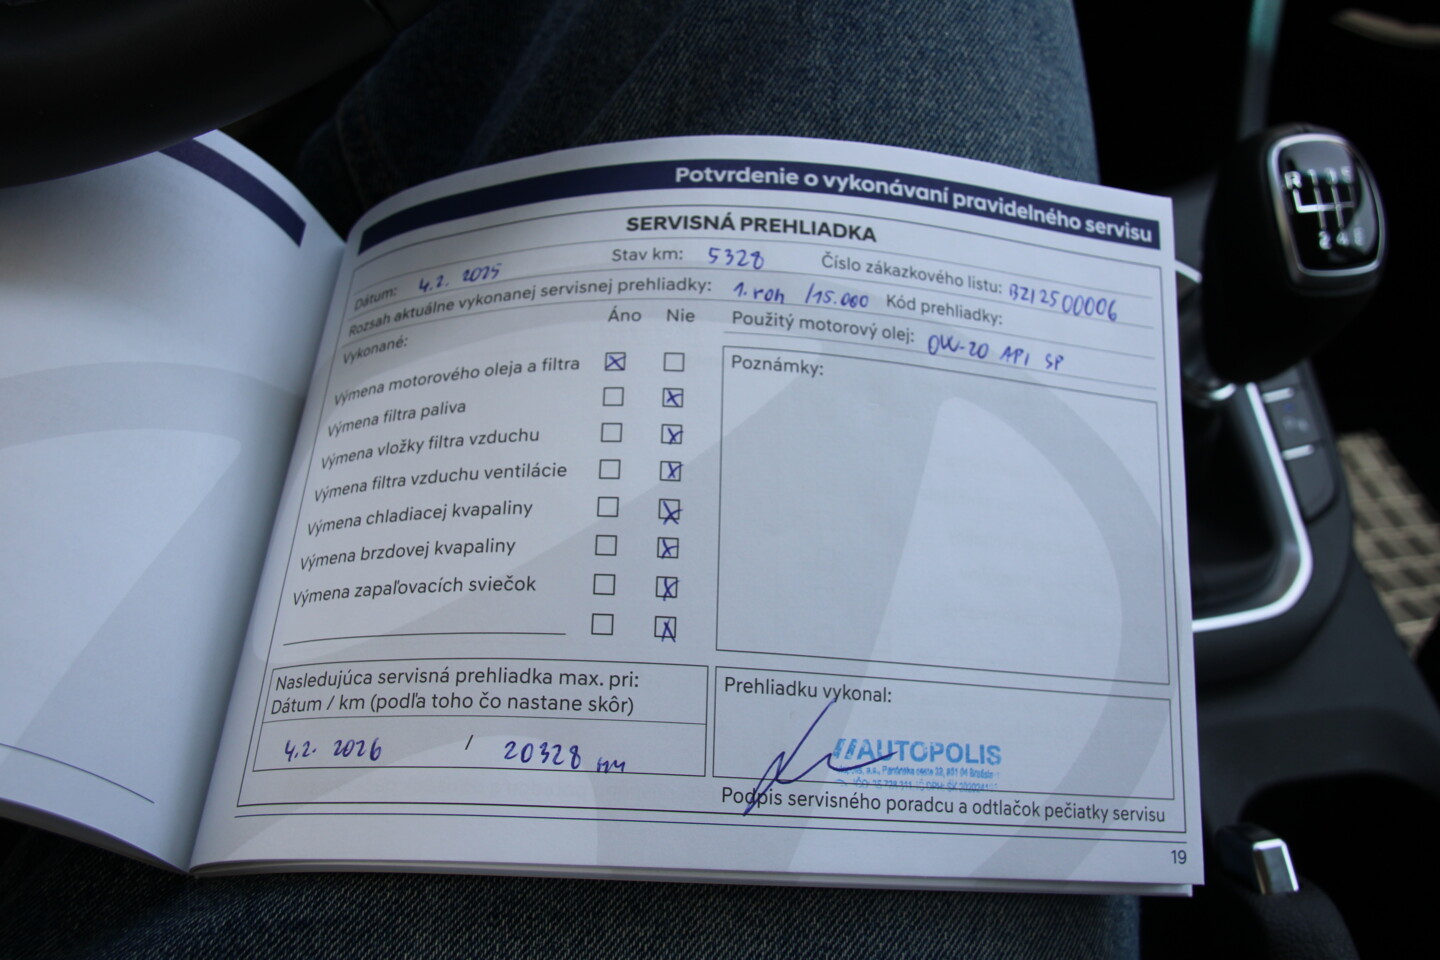 Potvrdenie o vykonávaní pravidelného servisu
SERVISNÁ PREHLIADKA
Dátum: 4.2. 2025 Stav km: 5328 Číslo zákazkového listu: BZ12500006
Rozsah aktuálne vykonanej servisnej prehliadky: 1. rok /15.000 Kód prehliadky:
Vykonané: Áno Nie Použitý motorový olej: 0W-20 API SP
Výmena motorového oleja a filtra X
Výmena filtra paliva X
Výmena vložky filtra vzduchu X
Výmena filtra vzduchu ventilácie X
Výmena chladiacej kvapaliny X
Výmena brzdovej kvapaliny X
Výmena zapaľovacích sviečok X
X
Poznámky:
Nasledujúca servisná prehliadka max. pri:
Dátum / km (podľa toho čo nastane skôr)
4.2. 2026 / 20328 km
Prehliadku vykonal:
AUTOPOLIS
Panónska cesta
Podpis servisného poradcu a odtlačok pečiatky servisu
19
R 1 3 5
2 4 6